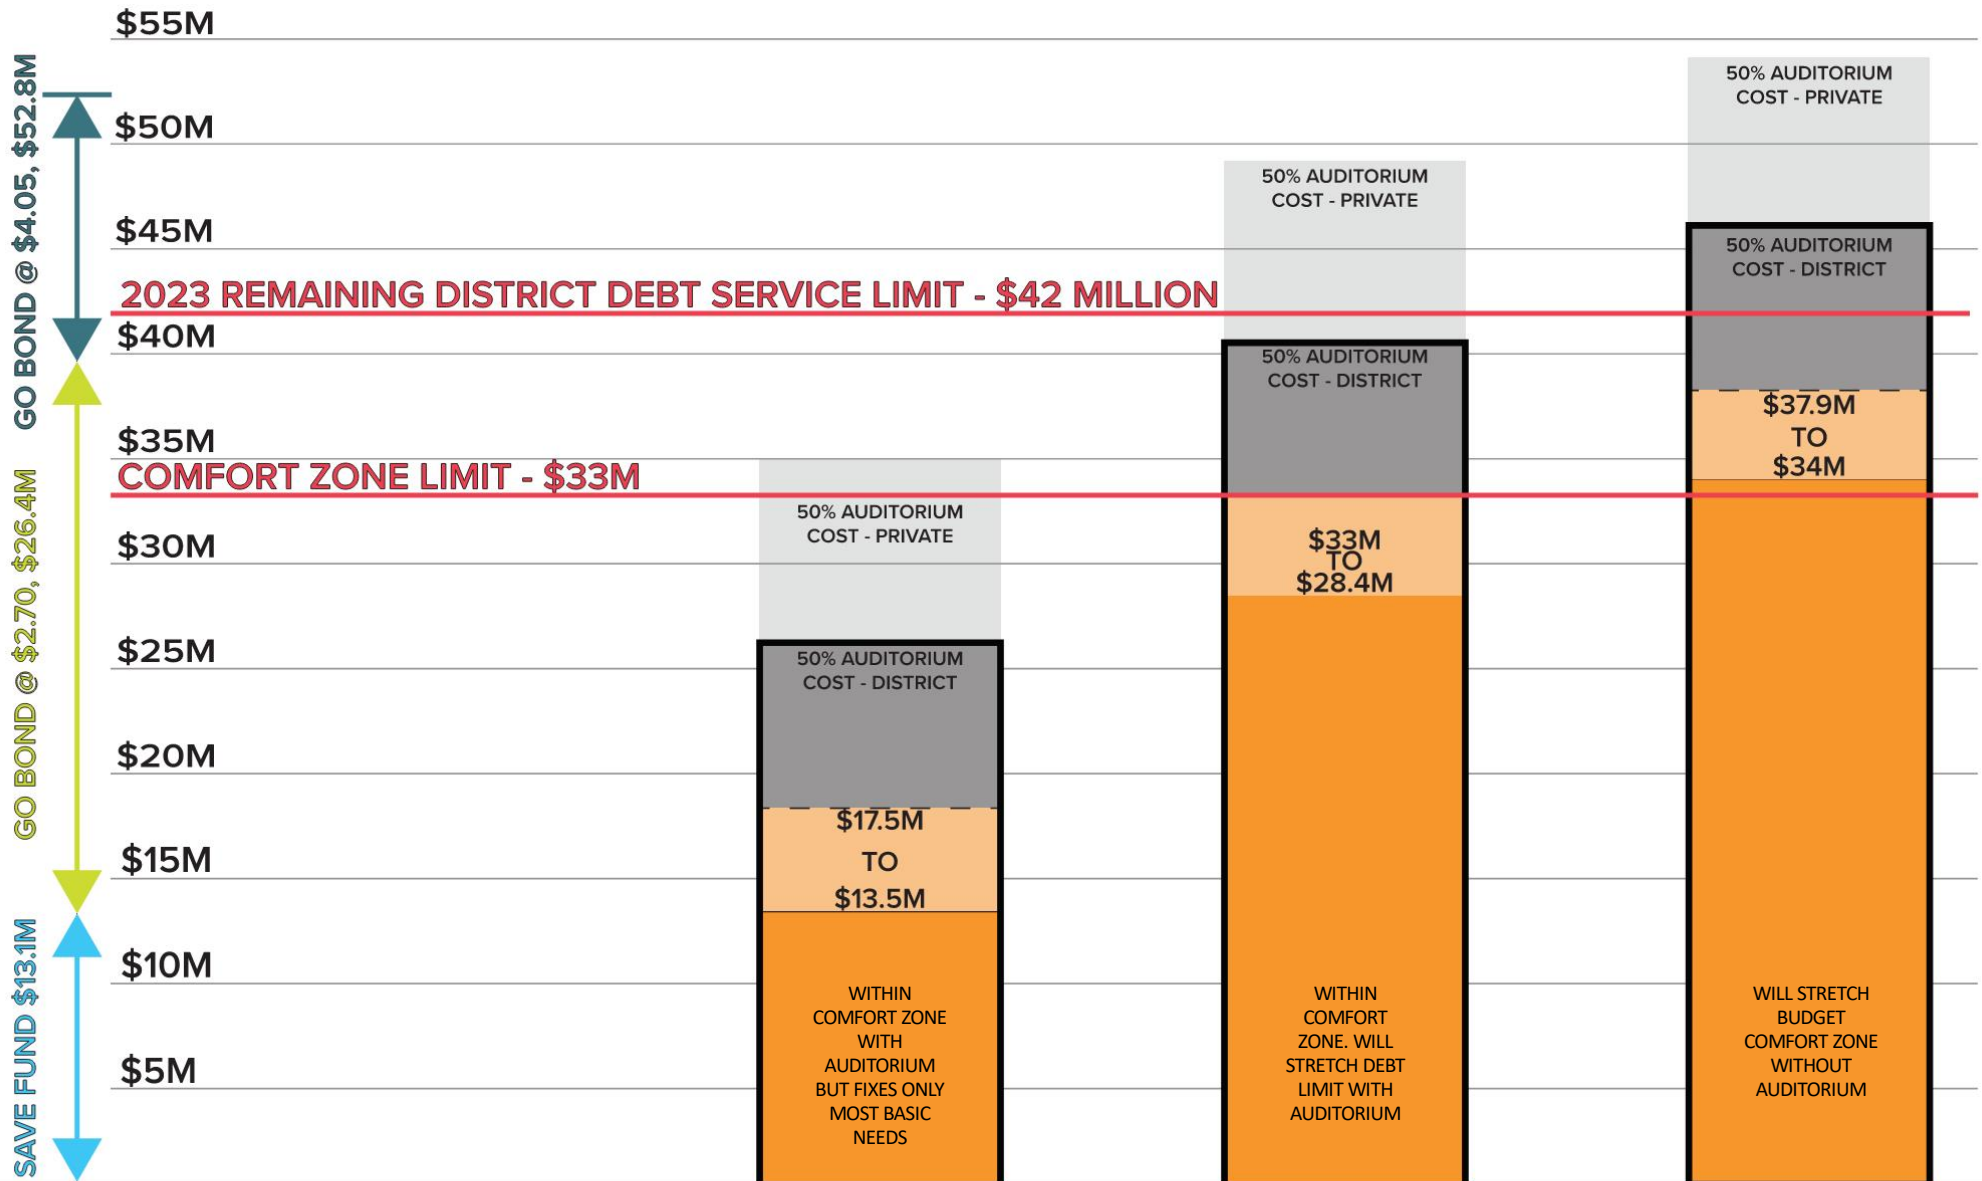 GO BOND @ $4.05, $52.8M
GO BOND @ $2.70, $26.4M
SAVE FUND $13.1M
$55M
$50M
$45M
2023 REMAINING DISTRICT DEBT SERVICE LIMIT - $42 MILLION
$40M
$35M
COMFORT ZONE LIMIT - $33M
$30M
$25M
$20M
$15M
$10M
$5M
50% AUDITORIUM
COST - PRIVATE
50% AUDITORIUM
COST - DISTRICT
$17.5M
TO
$13.5M
WITHIN
COMFORT ZONE
WITH
AUDITORIUM
BUT FIXES ONLY
MOST BASIC
NEEDS
50% AUDITORIUM
COST - PRIVATE
50% AUDITORIUM
COST - DISTRICT
$33M
TO
$28.4M
WITHIN
COMFORT
ZONE. WILL
STRETCH DEBT
LIMIT WITH
AUDITORIUM
50% AUDITORIUM
COST - PRIVATE
50% AUDITORIUM
COST - DISTRICT
$37.9M
TO
$34M
WILL STRETCH
BUDGET
COMFORT ZONE
WITHOUT
AUDITORIUM